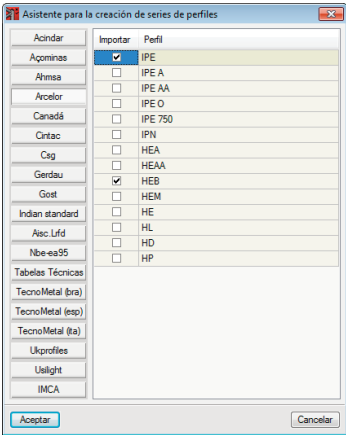 Asistente para la creación de series de perfiles
Acindar
Açominas
Ahmsa
Arcelor
Canadá
Cintac
Csg
Gerdau
Gost
Indian standard
Aisc.Lrfd
Nbe-ea95
Tabelas Técnicas
TecnoMetal (bra)
TecnoMetal (esp)
TecnoMetal (ita)
Ukprofiles
Usilight
IMCA
Importar Perfil
IPE
IPE A
IPE AA
IPE O
IPE 750
IPN
HEA
HEAA
HEB
HEM
HE
HL
HD
HP
Aceptar
Cancelar